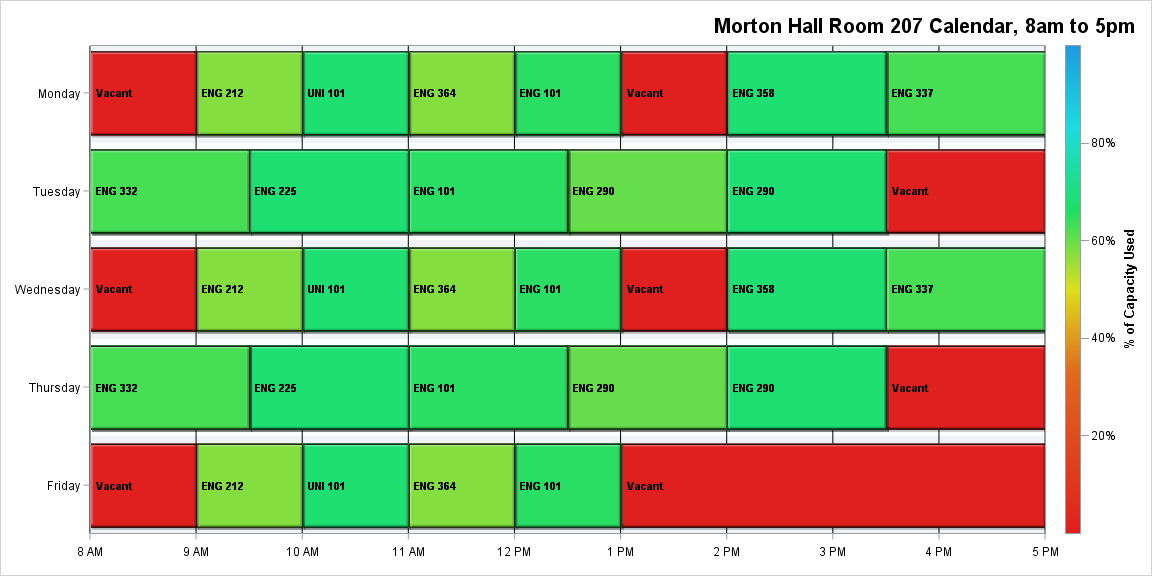 Morton Hall Room 207 Calendar, 8am to 5pm
Monday
Vacant
ENG 212
UNI 101
ENG 364
ENG 101
Vacant
ENG 358
ENG 337
Tuesday
ENG 332
ENG 225
ENG 101
ENG 290
ENG 290
Vacant
Wednesday
Vacant
ENG 212
UNI 101
ENG 364
ENG 101
Vacant
ENG 358
ENG 337
Thursday
ENG 332
ENG 225
ENG 101
ENG 290
ENG 290
Vacant
Friday
Vacant
ENG 212
UNI 101
ENG 364
ENG 101
Vacant
8 AM
9 AM
10 AM
11 AM
12 PM
1 PM
2 PM
3 PM
4 PM
5 PM
80%
60%
40%
20%
% of Capacity Used